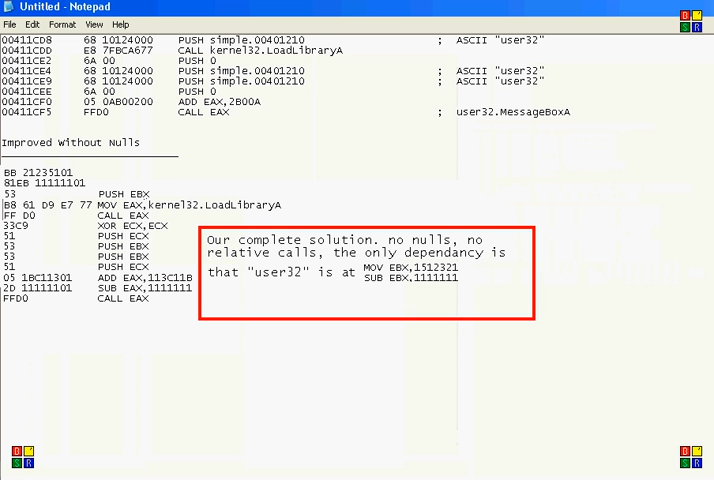 Untitled - Notepad
File Edit Format View Help
00411CD8 68 10124000 PUSH simple.00401210 ; ASCII "user32"
00411CDD E8 7FBCA677 CALL kernel32.LoadLibraryA
00411CE2 6A 00 PUSH 0
00411CE4 68 10124000 PUSH simple.00401210 ; ASCII "user32"
00411CE9 68 10124000 PUSH simple.00401210 ; ASCII "user32"
00411CEE 6A 00 PUSH 0
00411CF0 05 0AB00200 ADD EAX,2B00A
00411CF5 FFD0 CALL EAX ; user32.MessageBoxA
Improved Without Nulls
BB 21235101
81EB 11111101
53 PUSH EBX
B8 61 D9 E7 77 MOV EAX,kernel32.LoadLibraryA
FF D0 CALL EAX
33C9 XOR ECX,ECX
51 PUSH ECX
53 PUSH EBX
53 PUSH EBX
51 PUSH ECX
05 1BC11301 ADD EAX,113C11B
2D 11111101 SUB EAX,1111111
FFD0 CALL EAX
Our complete solution. no nulls, no
relative calls, the only dependancy is
that "user32" is at MOV EBX,1512321
SUB EBX,1111111